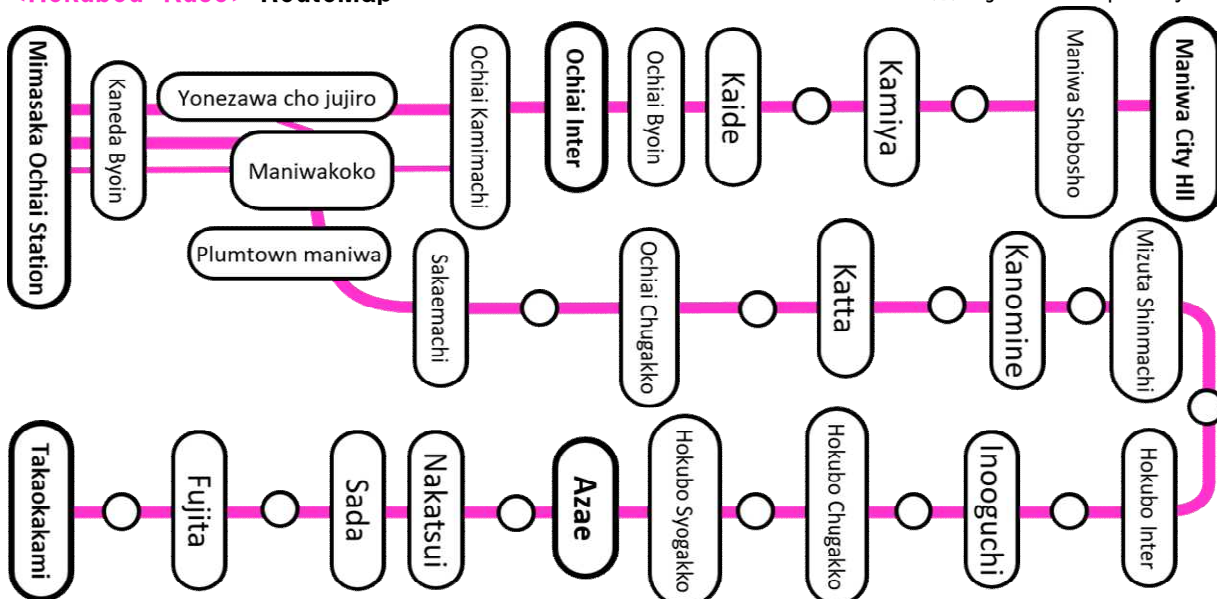 RouteMap
Mimasaka Ochiai Station
Kaneda Byoin
Yonezawa cho jujiro
Maniwakoko
Plumtown maniwa
Ochiai Kamimachi
Ochiai Inter
Ochiai Byoin
Kaide
Kamiya
Maniwa Shobosho
Maniwa City Hll
Sakaemachi
Ochiai Chugakko
Katta
Kanomine
Mizuta Shinmachi
Takaokakami
Fujita
Sada
Nakatsui
Azae
Hokubo Syogakko
Hokubo Chugakko
Inooguchi
Hokubo Inter